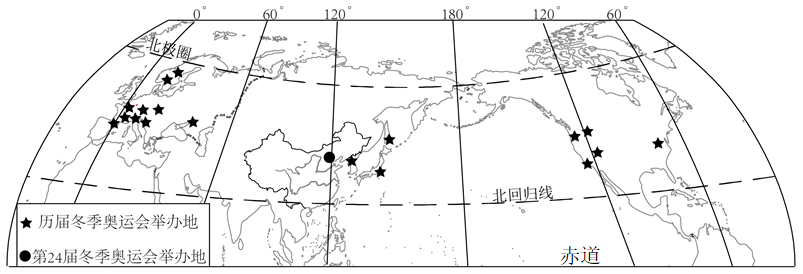 0° 60° 120° 180° 120° 60°
北极圈
北回归线
★ 历届冬季奥运会举办地
● 第24届冬季奥运会举办地
赤道